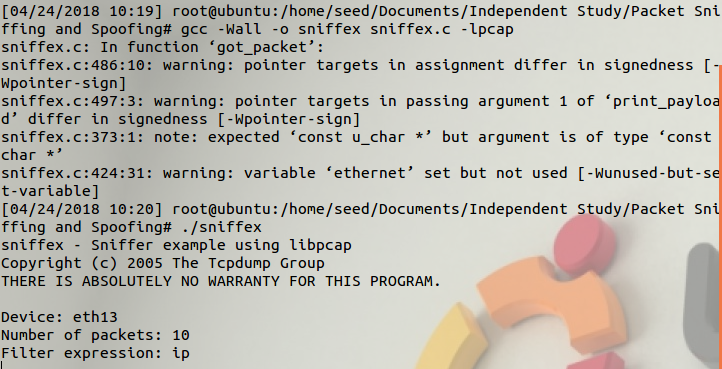 [04/24/2018 10:19] root@ubuntu:/home/seed/Documents/Independent Study/Packet Sni
ffing and Spoofing# gcc -Wall -o sniffex sniffex.c -lpcap
sniffex.c: In function ‘got_packet’:
sniffex.c:486:10: warning: pointer targets in assignment differ in signedness [-
Wpointer-sign]
sniffex.c:497:3: warning: pointer targets in passing argument 1 of ‘print_payloa
d’ differ in signedness [-Wpointer-sign]
sniffex.c:373:1: note: expected ‘const u_char *’ but argument is of type ‘const
char *’
sniffex.c:424:31: warning: variable ‘ethernet’ set but not used [-Wunused-but-se
t-variable]
[04/24/2018 10:20] root@ubuntu:/home/seed/Documents/Independent Study/Packet Sni
ffing and Spoofing# ./sniffex
sniffex - Sniffer example using libpcap
Copyright (c) 2005 The Tcpdump Group
THERE IS ABSOLUTELY NO WARRANTY FOR THIS PROGRAM.
Device: eth13
Number of packets: 10
Filter expression: ip